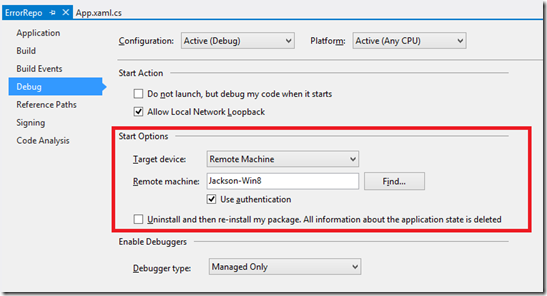 ErrorRepo App.xaml.cs
Application
Build
Build Events
Debug
Reference Paths
Signing
Code Analysis
Configuration: Active (Debug) Platform: Active (Any CPU)
Start Action
Do not launch, but debug my code when it starts
Allow Local Network Loopback
Start Options
Target device: Remote Machine
Remote machine: Jackson-Win8 Find...
Use authentication
Uninstall and then re-install my package. All information about the application state is deleted
Enable Debuggers
Debugger type: Managed Only